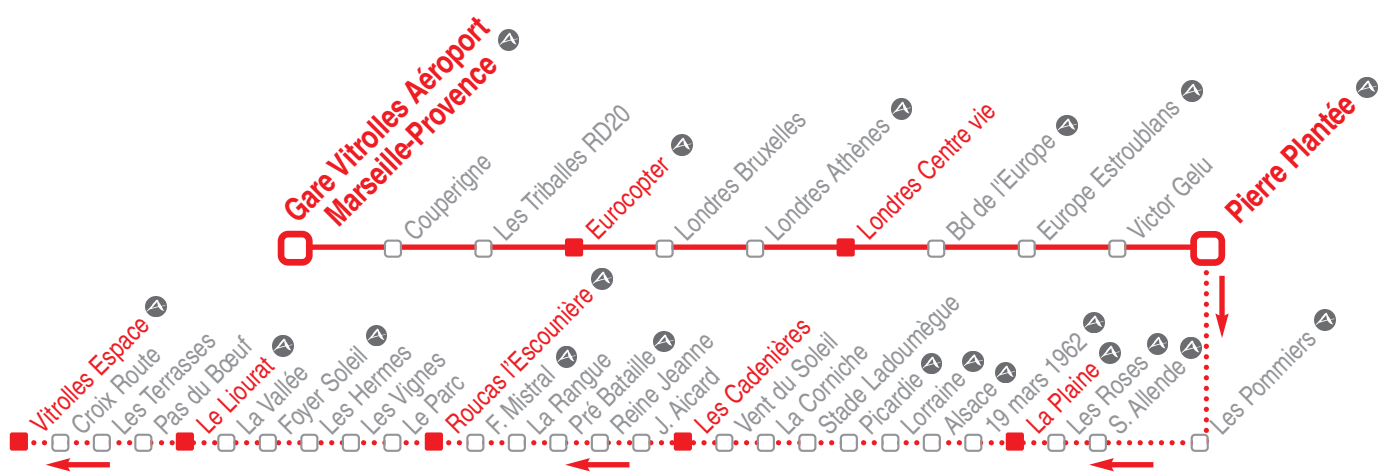 Gare Vitrolles Aéroport
Marseille-Provence
Couperigne
Les Triballes RD20
Eurocopter
Londres Bruxelles
Londres Athènes
Londres Centre vie
Bd de l'Europe
Europe Estroublans
Victor Gelu
Pierre Plantée
Vitrolles Espace
Croix Route
Les Terrasses
Pas du Bœuf
Le Liourat
La Vallée
Foyer Soleil
Les Hermes
Les Vignes
Le Parc
Roucas l'Escounière
F. Mistral
La Rangue
Pré Bataille
Reine Jeanne
J. Aicard
Les Cadenières
Vent du Soleil
La Corniche
Stade Ladoumègue
Picardie
Lorraine
Alsace
19 mars 1962
La Plaine
Les Roses
S. Allende
Les Pommiers